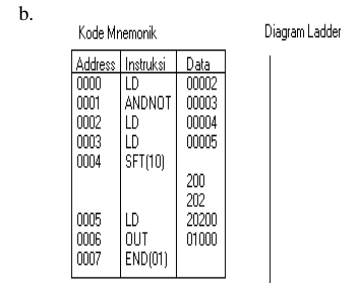 b.
Kode Mnemonik Diagram Ladder
Address Instruksi Data
0000 LD 00002
0001 ANDNOT 00003
0002 LD 00004
0003 LD 00005
0004 SFT(10)
200
202
0005 LD 20200
0006 OUT 01000
0007 END(01)